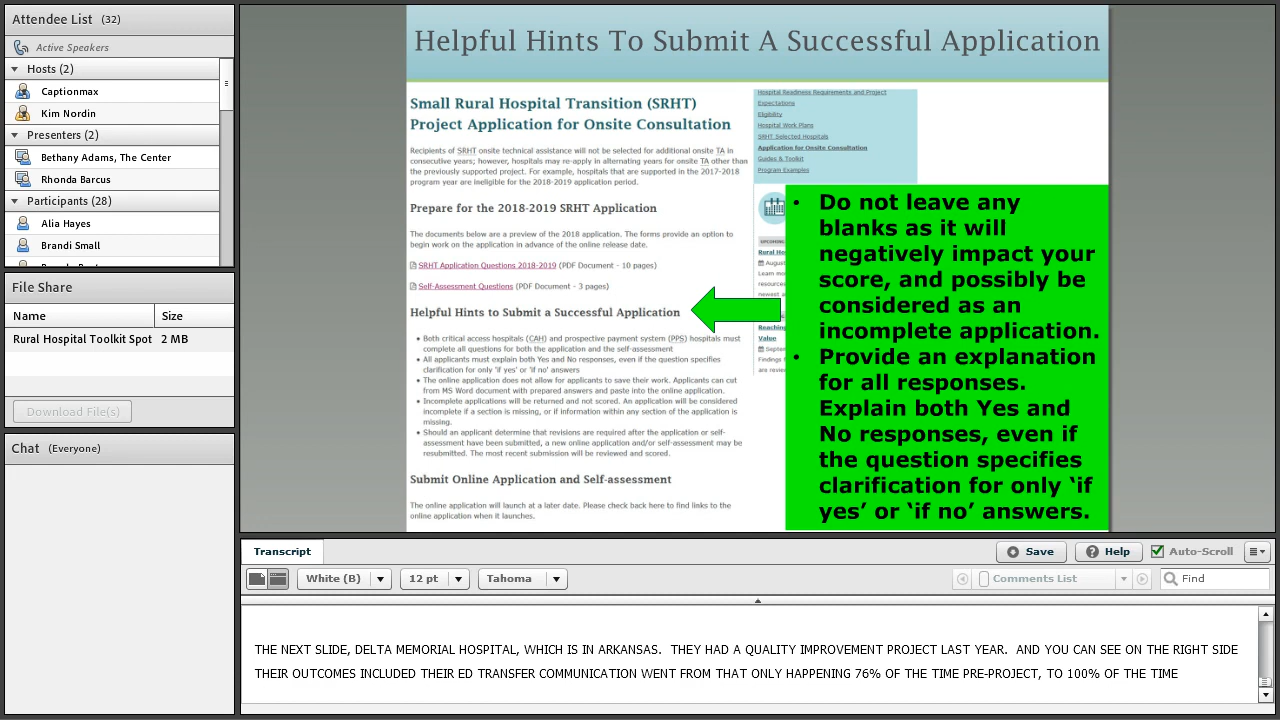 Attendee List (32)
Active Speakers
Hosts (2)
Captionmax
Kim Nordin
Presenters
Bethany Adams, The Center
Participants (28)
Alia Hayes
Brandi Small
File Share
Name Size
Rural Hospital Toolkit Spot 2 MB
Download File(s)
Chat (Everyone)
Helpful Hints To Submit A Successful Application
Small Rural Hospital Transition (SRHT)
Project Application for Onsite Consultation
Recipients of SRHT onsite technical assistance will not be selected for additional onsite TA in
consecutive years; however, hospitals may re-apply in alternating years for onsite TA other than
the previously supported project. For example, hospitals that are supported in the 2017-2018
program year are ineligible for the 2018-2019 application period.
Prepare for the 2018-2019 SRHT Application
The documents below are a preview of the 2018 application. The forms provide an option to
begin work on the application in advance of the online release date.
SRHT Application Questions 2018-2019 (PDF Document - 10 pages)
Self-Assessment Questions (PDF Document - 3 pages)
Helpful Hints to Submit a Successful Application
• Both critical access hospitals (CAH) and prospective payment system (PPS) hospitals must
complete all questions for both the application and the self-assessment
• All applicants must explain both Yes and No responses, even if the question specifies
clarification for only 'if yes' or 'if no' answers
• The online application does not allow for applicants to save their work. Applicants can cut
from MS Word document with prepared answers and paste into the online application.
• Incomplete applications will be returned and not scored. An application will be considered
incomplete if a section is missing, or if information within any section of the application is
missing.
• Should an applicant determine that revisions are required after the application or self-
assessment have been submitted, a new online application and/or self-assessment may be
resubmitted. The most recent submission will be reviewed and scored.
Submit Online Application and Self-assessment
The online application will launch at a later date. Please check back here to find links to the
online application when it launches.
Hospital Readiness Requirements and Project
Expectations
Eligibility
Hospital Work Plans
SRHT Selected Hospitals
Application for Onsite Consultation
Guides & Toolkit
Program Examples
UPCOMING
Rural Ho
Augus
Learn mo
resources
newest a
Reaching
Value
Septem
Findings f
are review
• Do not leave any
blanks as it will
negatively impact your
score, and possibly be
considered as an
incomplete application.
• Provide an explanation
for all responses.
Explain both Yes and
No responses, even if
the question specifies
clarification for only ‘if
yes’ or ‘if no’ answers.
Transcript
Save
Help
Auto-Scroll
White (B)
12 pt
Tahoma
Comments List
Find
THE NEXT SLIDE, DELTA MEMORIAL HOSPITAL, WHICH IS IN ARKANSAS. THEY HAD A QUALITY IMPROVEMENT PROJECT LAST YEAR. AND YOU CAN SEE ON THE RIGHT SIDE
THEIR OUTCOMES INCLUDED THEIR ED TRANSFER COMMUNICATION WENT FROM THAT ONLY HAPPENING 76% OF THE TIME PRE-PROJECT, TO 100% OF THE TIME